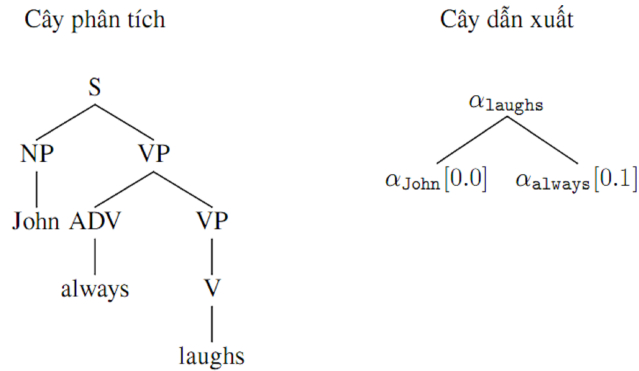 Cây phân tích
Cây dẫn xuất
S
NP VP
John ADV VP
always V
laughs
αlaughs
αJohn[0.0] αalways[0.1]